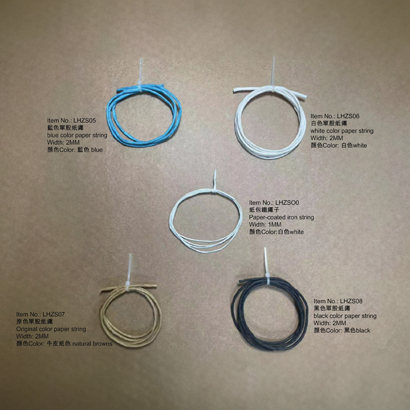 Item No.: LHZS05
藍色單股紙繩
blue color paper string
Width: 2MM
顏色Color: 藍色 blue
Item No.: LHZS06
白色單股紙繩
white color paper string
Width: 2MM
顏色Color: 白色white
Item No.: LHZSO0
紙包鐵繩子
Paper-coated iron string
Width: 1MM
顏色Color:白色white
Item No.: LHZS07
原色單股紙繩
Original color paper string
Width: 2MM
顏色Color: 牛皮紙色 natural browns
Item No.: LHZS08
黑色單股紙繩
black color paper string
Width: 2MM
顏色Color: 黑色black